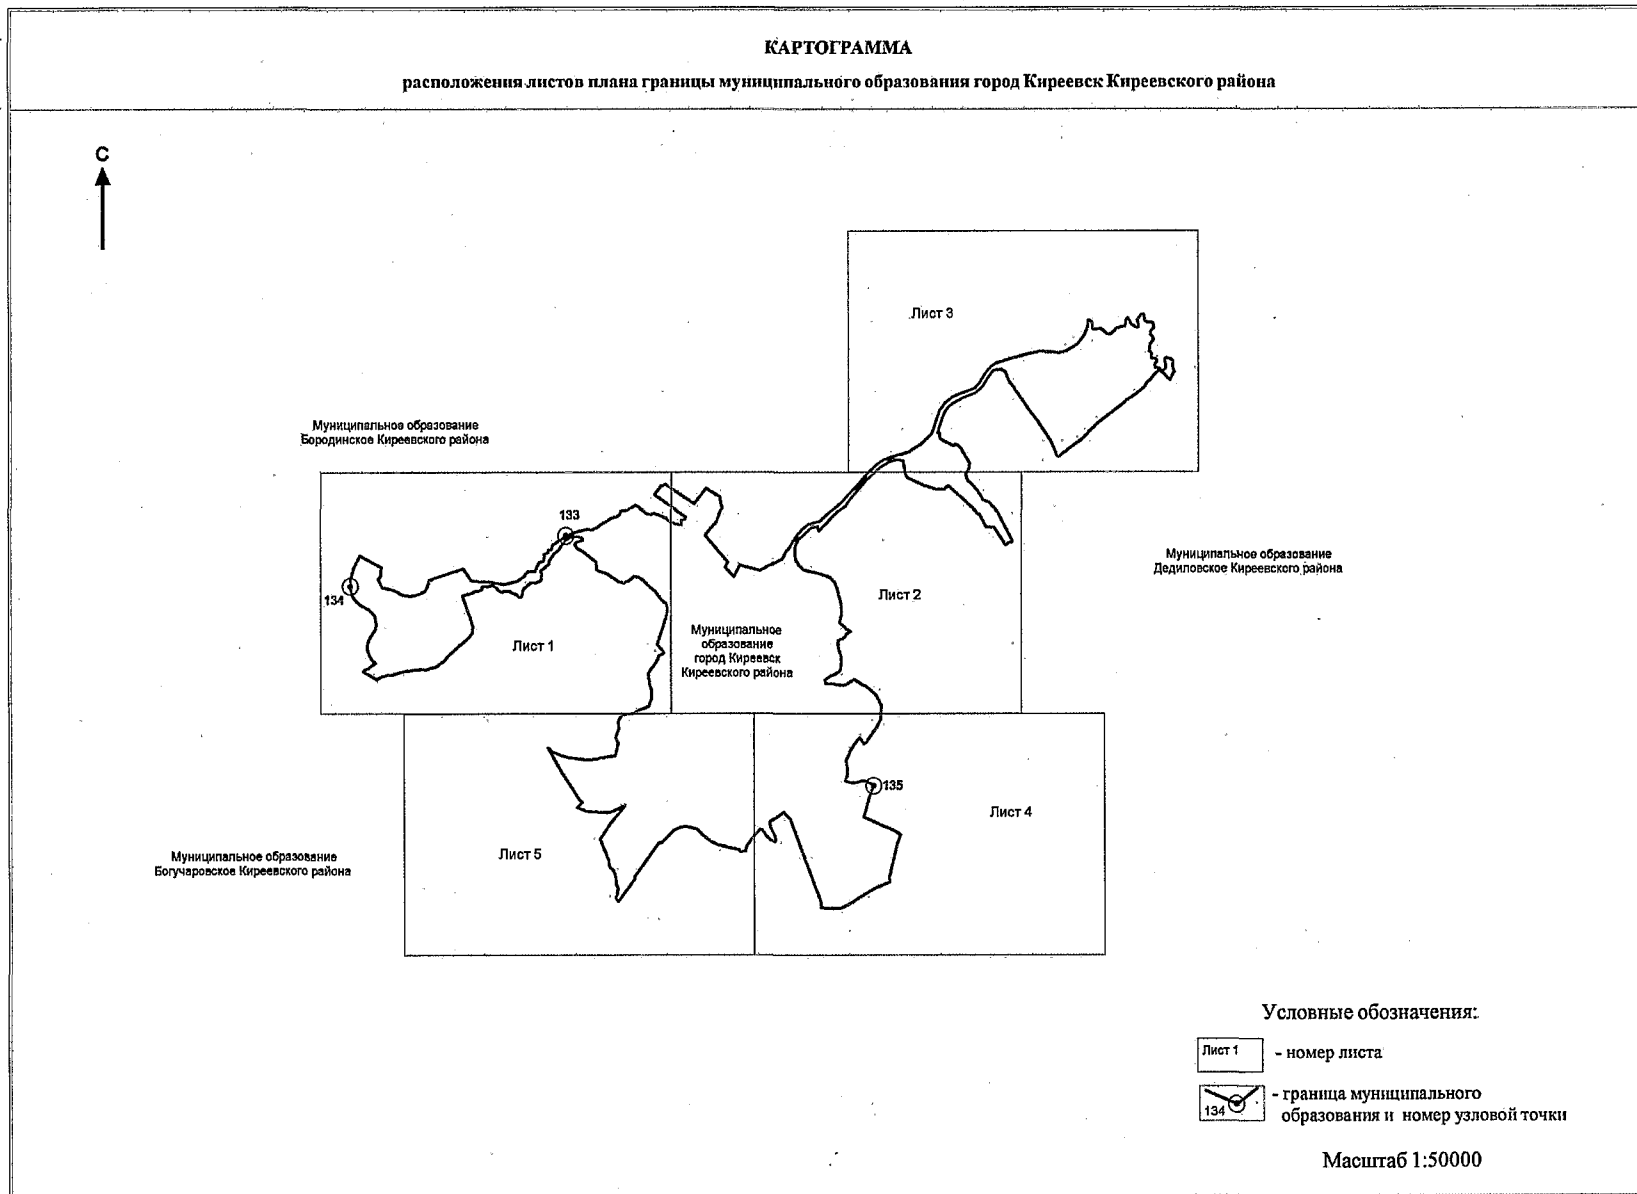 КАРТОГРАММА
расположения листов плана границы муниципального образования город Киреевск Киреевского района
С
Лист 3
Муниципальное образование
Бородинское Киреевского района
133
Муниципальное образование
Дедиловское Киреевского района
134
Лист 2
Лист 1
Муниципальное
образование
город Киреевск
Киреевского района
135
Лист 4
Лист 5
Муниципальное образование
Богучаровское Киреевского района
Условные обозначения:
Лист 1
- номер листа
134
- граница муниципального
образования и номер узловой точки
Масштаб 1:50000